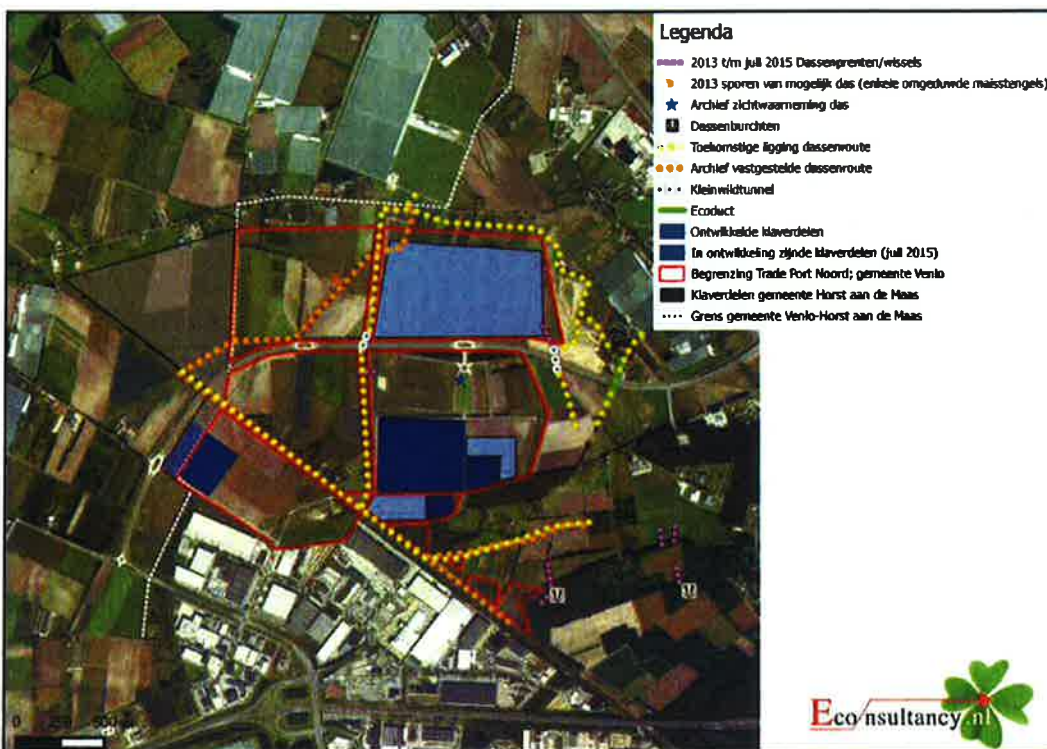 Legenda
2013 t/m juli 2015 Dassenprenten/wissels
2013 sporen van mogelijk das (enkele omgeduwde maisstengels)
Archief zichtwaarneming das
Dassenburchten
Toekomstige ligging dassenroute
Archief vastgestelde dassenroute
Kleinwildtunnel
Ecoduct
Ontwikkelde klaverdelen
In ontwikkeling zijnde klaverdelen (juli 2015)
Begrenzing Trade Port Noord; gemeente Venlo
Klaverdelen gemeente Horst aan de Maas
Grens gemeente Venlo-Horst aan de Maas
0
Econsultancy.nl